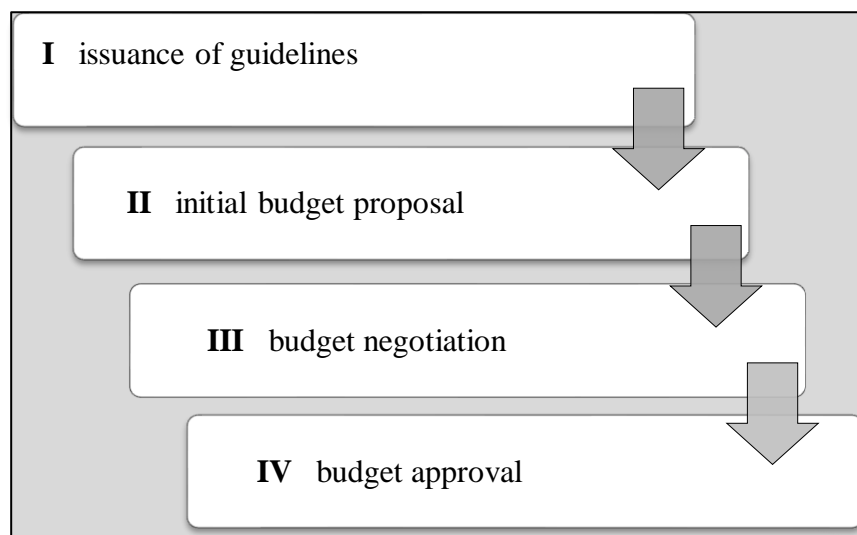 I issuance of guidelines
II initial budget proposal
III budget negotiation
IV budget approval